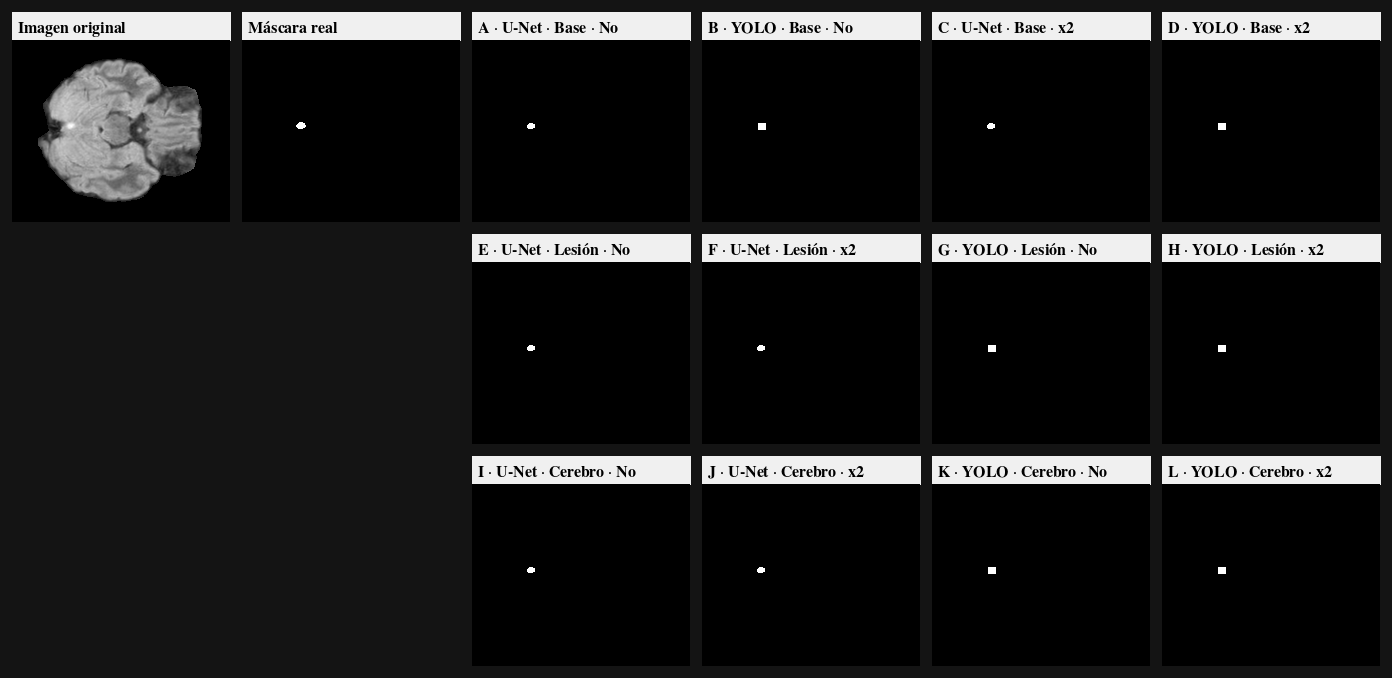 Imagen original
Máscara real
A · U-Net · Base · No
B · YOLO · Base · No
C · U-Net · Base · x2
D · YOLO · Base · x2
E · U-Net · Lesión · No
F · U-Net · Lesión · x2
G · YOLO · Lesión · No
H · YOLO · Lesión · x2
I · U-Net · Cerebro · No
J · U-Net · Cerebro · x2
K · YOLO · Cerebro · No
L · YOLO · Cerebro · x2